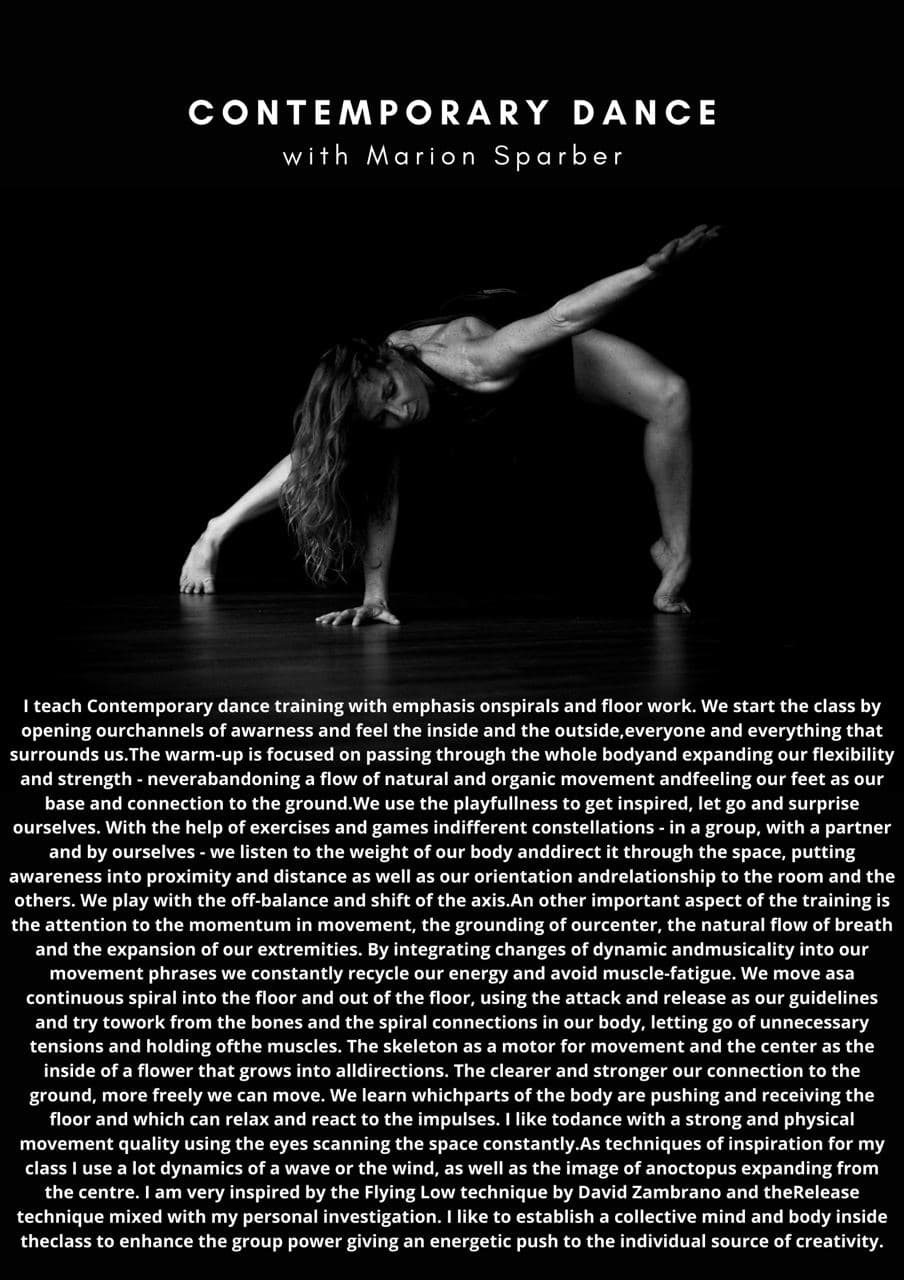 CONTEMPORARY DANCE
with Marion Sparber
I teach Contemporary dance training with emphasis onspirals and floor work. We start the class by
opening ourchannels of awarness and feel the inside and the outside,everyone and everything that
surrounds us.The warm-up is focused on passing through the whole bodyand expanding our flexibility
and strength - neverabandoning a flow of natural and organic movement andfeeling our feet as our
base and connection to the ground.We use the playfullness to get inspired, let go and surprise
ourselves. With the help of exercises and games indifferent constellations - in a group, with a partner
and by ourselves - we listen to the weight of our body anddirect it through the space, putting
awareness into proximity and distance as well as our orientation andrelationship to the room and the
others. We play with the off-balance and shift of the axis.An other important aspect of the training is
the attention to the momentum in movement, the grounding of ourcenter, the natural flow of breath
and the expansion of our extremities. By integrating changes of dynamic andmusicality into our
movement phrases we constantly recycle our energy and avoid muscle-fatigue. We move asa
continuous spiral into the floor and out of the floor, using the attack and release as our guidelines
and try towork from the bones and the spiral connections in our body, letting go of unnecessary
tensions and holding ofthe muscles. The skeleton as a motor for movement and the center as the
inside of a flower that grows into alldirections. The clearer and stronger our connection to the
ground, more freely we can move. We learn whichparts of the body are pushing and receiving the
floor and which can relax and react to the impulses. I like todance with a strong and physical
movement quality using the eyes scanning the space constantly.As techniques of inspiration for my
class I use a lot dynamics of a wave or the wind, as well as the image of anoctopus expanding from
the centre. I am very inspired by the Flying Low technique by David Zambrano and theRelease
technique mixed with my personal investigation. I like to establish a collective mind and body inside
theclass to enhance the group power giving an energetic push to the individual source of creativity.